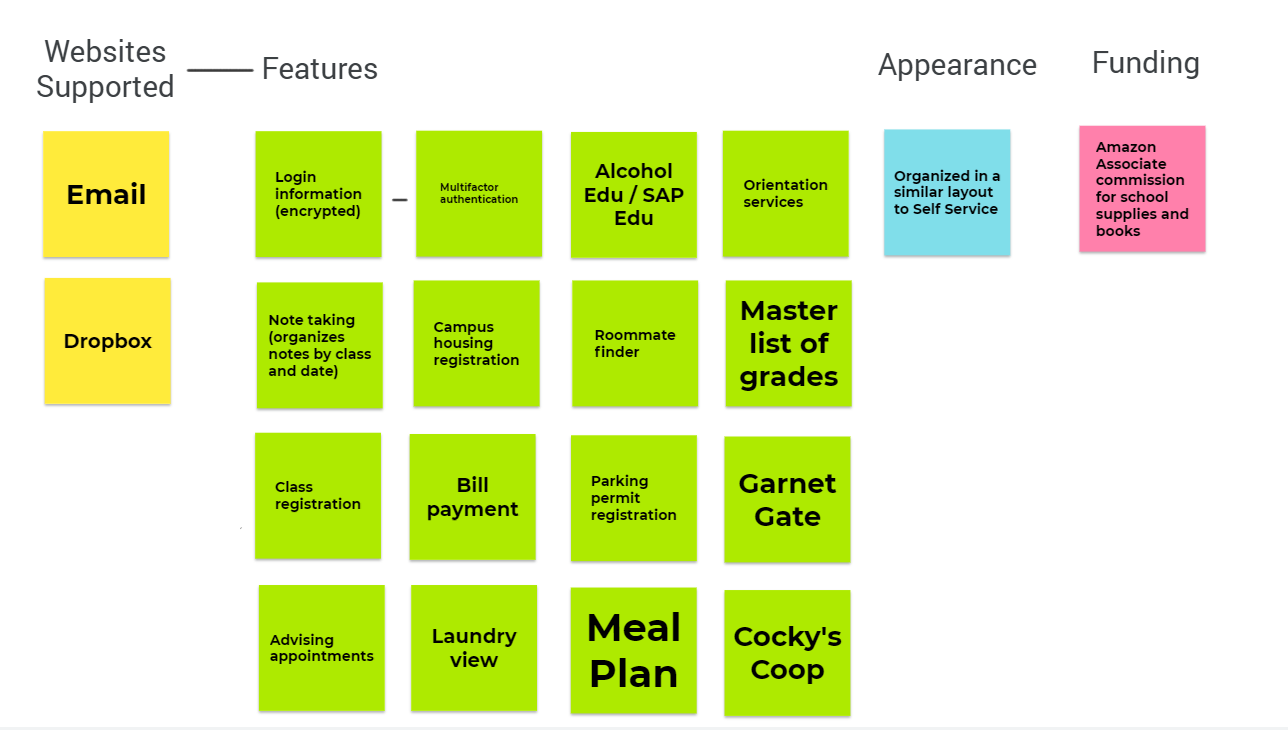 Websites
Supported
Features
Appearance
Funding
Email
Login
information
(encrypted)
Multifactor
authentication
Alcohol
Edu / SAP
Edu
Orientation
services
Organized in a
similar layout
to Self Service
Amazon
Associate
commission
for school
supplies and
books
Dropbox
Note taking
(organizes
notes by class
and date)
Campus
housing
registration
Roommate
finder
Master
list of
grades
Class
registration
Bill
payment
Parking
permit
registration
Garnet
Gate
Advising
appointments
Laundry
view
Meal
Plan
Cocky's
Coop